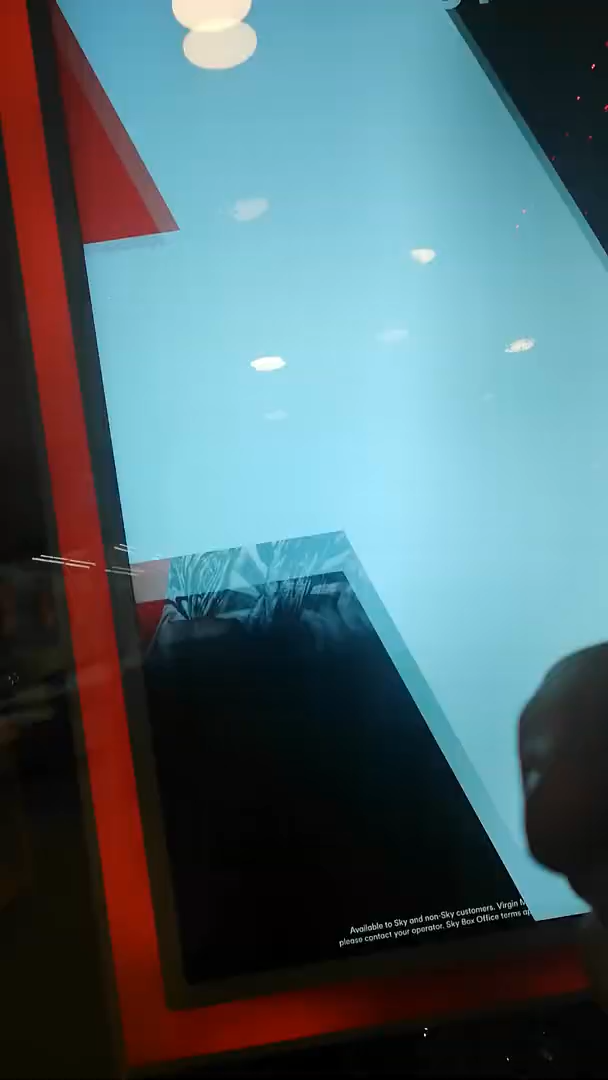 Available to Sky and non-Sky customers. Virgin
please contact your operator. Sky Box Office terms